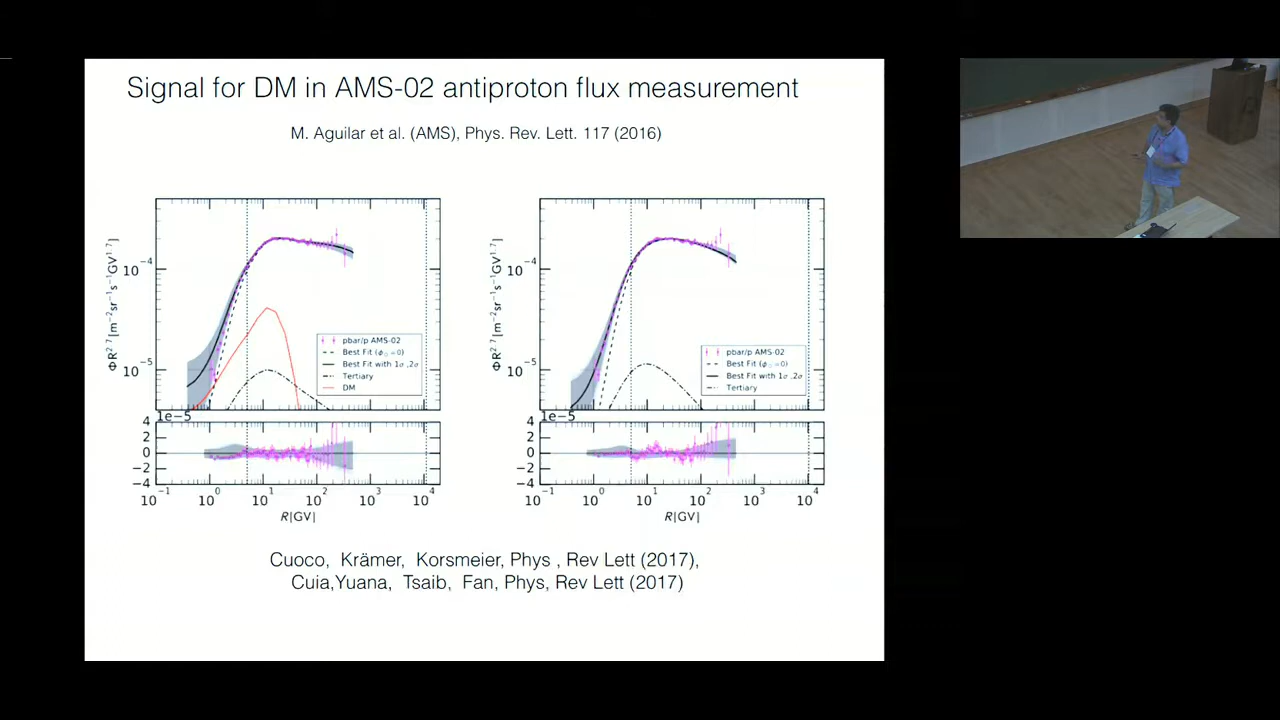 Signal for DM in AMS-02 antiproton flux measurement
M. Aguilar et al. (AMS), Phys. Rev. Lett. 117 (2016)
ΦR^2.7 [m^-2 sr^-1 s^-1 GV^1.7]
10^-4
10^-5
pbar/p AMS-02
Best Fit (ϕ☉=0)
Best Fit with 1σ ,2σ
Tertiary
DM
1e-5
4
2
0
−2
−4
10^-1 10^0 10^1 10^2 10^3 10^4
R[GV]
ΦR^2.7 [m^-2 sr^-1 s^-1 GV^1.7]
10^-4
10^-5
pbar/p AMS-02
Best Fit (ϕ☉=0)
Best Fit with 1σ ,2σ
Tertiary
1e-5
4
2
0
−2
−4
10^-1 10^0 10^1 10^2 10^3 10^4
R[GV]
Cuoco, Krämer, Korsmeier, Phys , Rev Lett (2017),
Cuia,Yuana, Tsaib, Fan, Phys, Rev Lett (2017)